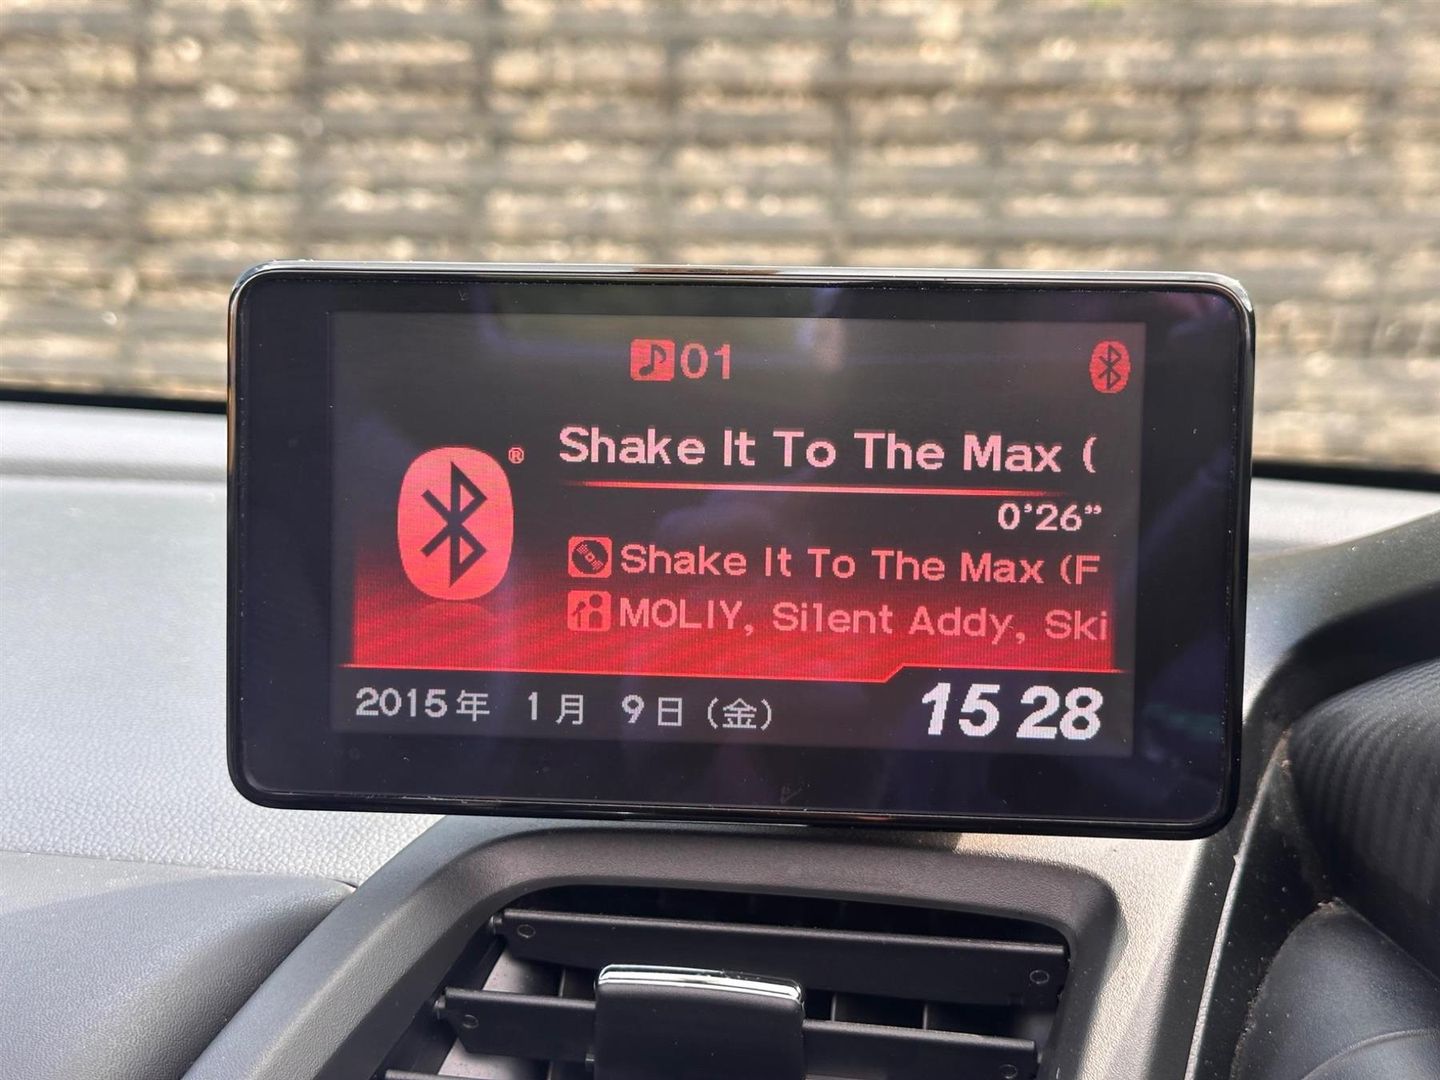 01
Shake It To The Max (
®
0'26"
Shake It To The Max (F
MOLIY, Silent Addy, Ski
2015年 1月 9日 (金)
15 28